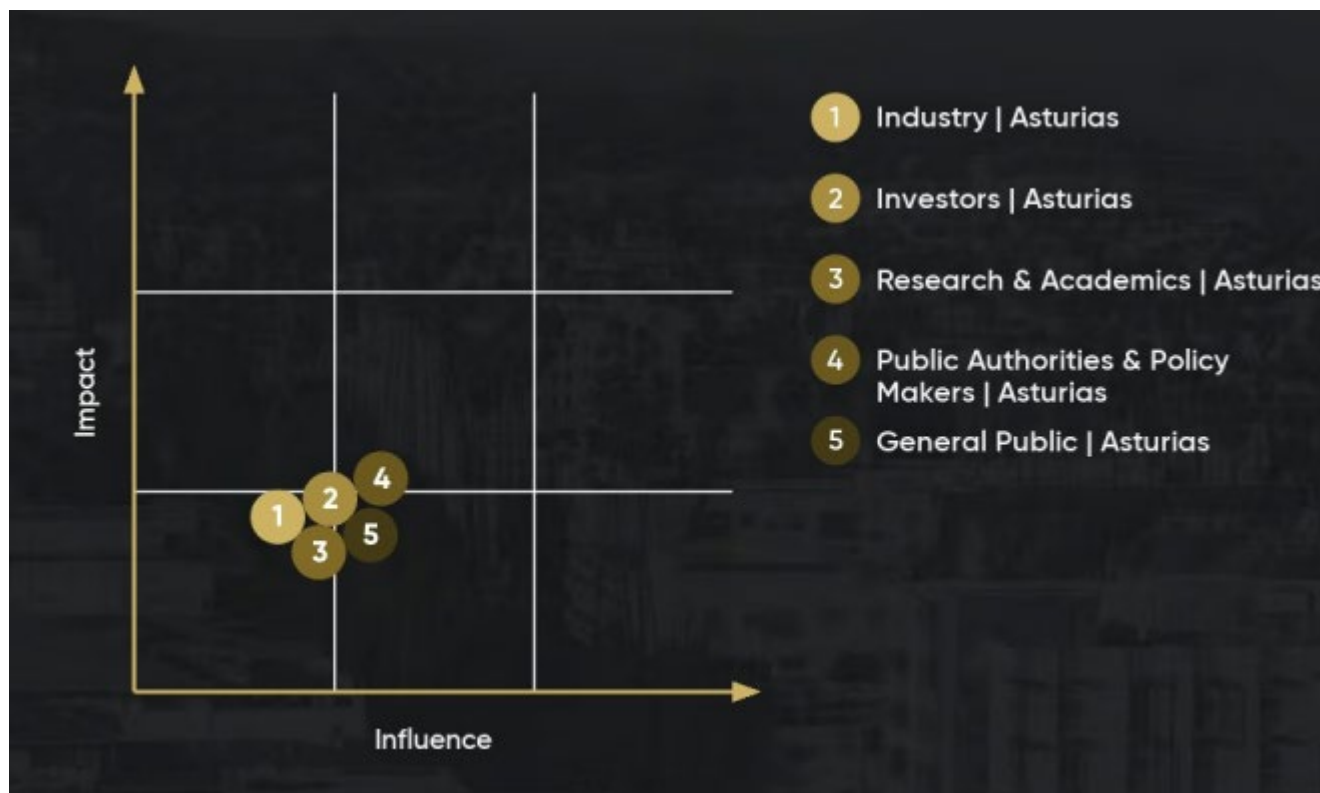 1 Industry | Asturias
2 Investors | Asturias
3 Research & Academics | Asturias
4 Public Authorities & Policy
Makers | Asturias
5 General Public | Asturias
Impact
4
2
1
5
3
Influence